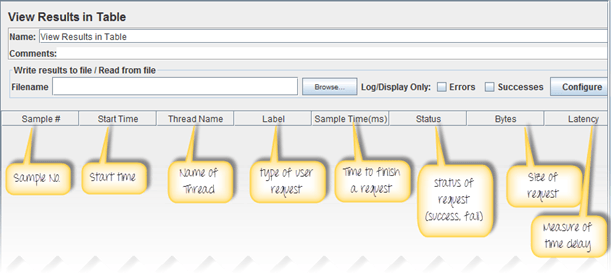 View Results in Table
Name: View Results in Table
Comments:
Write results to file / Read from file
Filename Browse... Log/Display Only: Errors Successes Configure
Sample # Start Time Thread Name Label Sample Time(ms) Status Bytes Latency
Sample No.
Start time
Name of
Thread
type of user
request
Time to finish
a request
status of
request
(success, fail)
Size of
request
Measure of
time delay